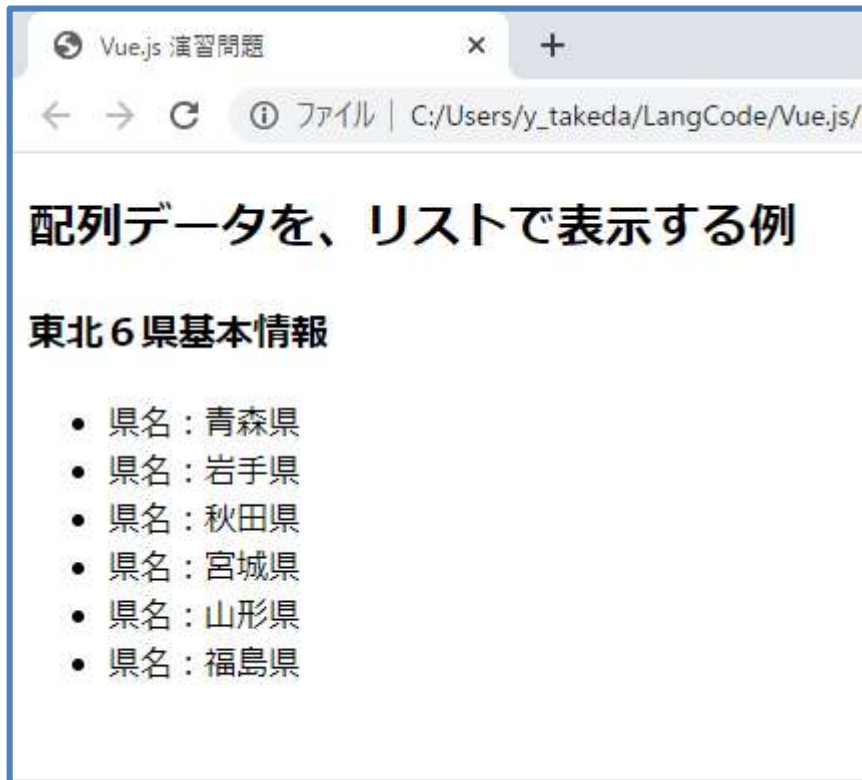 Vue.js 演習問題
ファイル | C:/Users/y_takeda/LangCode/Vue.js/
配列データを、リストで表示する例
東北６県基本情報
• 県名：青森県
• 県名：岩手県
• 県名：秋田県
• 県名：宮城県
• 県名：山形県
• 県名：福島県